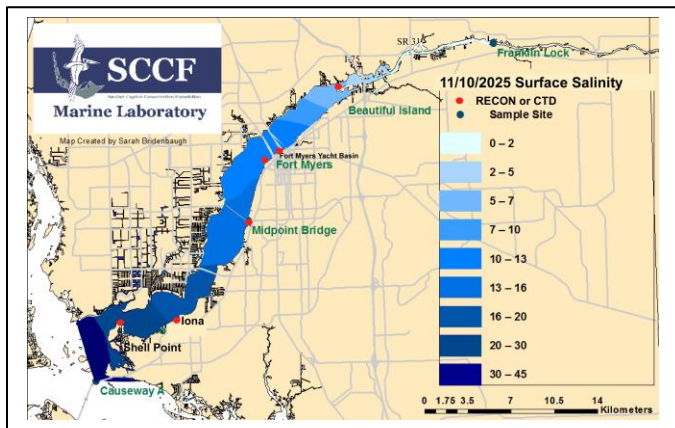 SCCF
Sanibel-Captiva Conservation Foundation
Marine Laboratory
Map Created by Sarah Bridenbaugh
SR 31
I-75
Franklin Lock
Beautiful Island
Fort Myers Yacht Basin
Fort Myers
Midpoint Bridge
Iona
Shell Point
Causeway A
11/10/2025 Surface Salinity
RECON or CTD
Sample Site
0 – 2
2 – 5
5 – 7
7 – 10
10 – 13
13 – 16
16 – 20
20 – 30
30 – 45
0 1.75 3.5 7 10.5 14
Kilometers